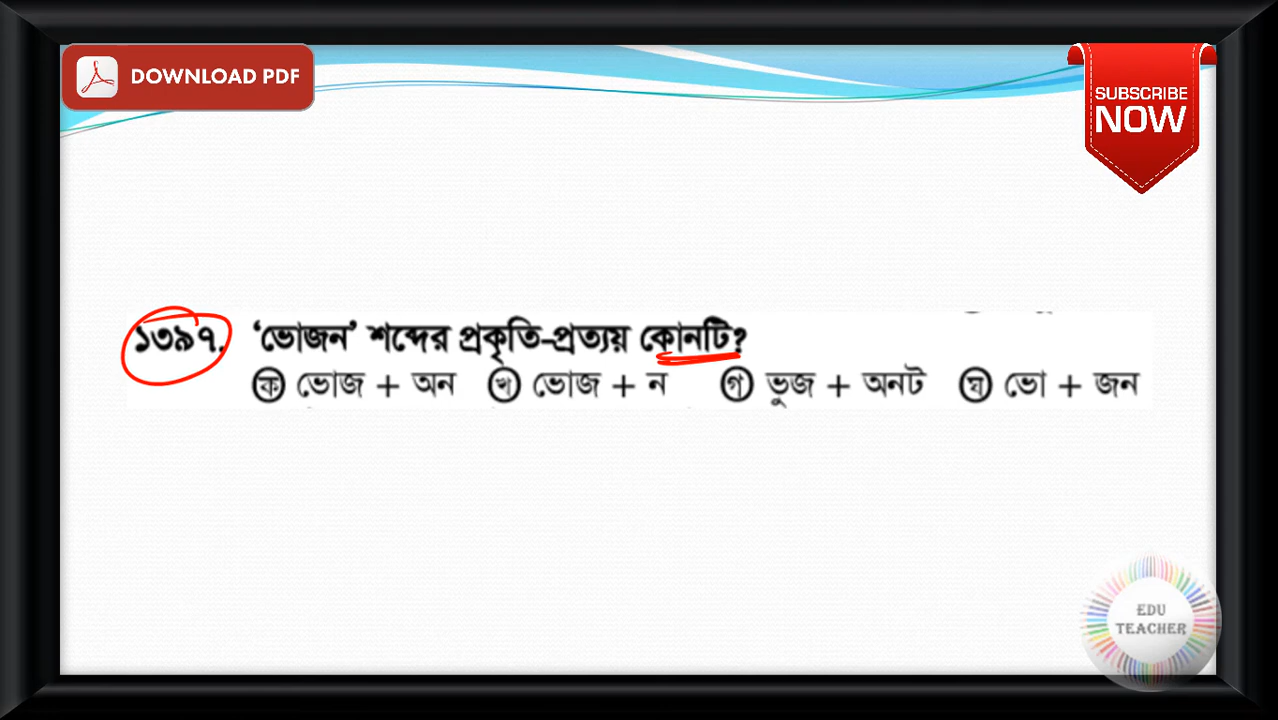 DOWNLOAD PDF
SUBSCRIBE
NOW
১৩৯৭. ‘ভোজন’ শব্দের প্রকৃতি-প্রত্যয় কোনটি?
ক ভোজ + অন খ ভোজ + ন গ ভুজ + অনট ঘ ভো + জন
EDU
TEACHER